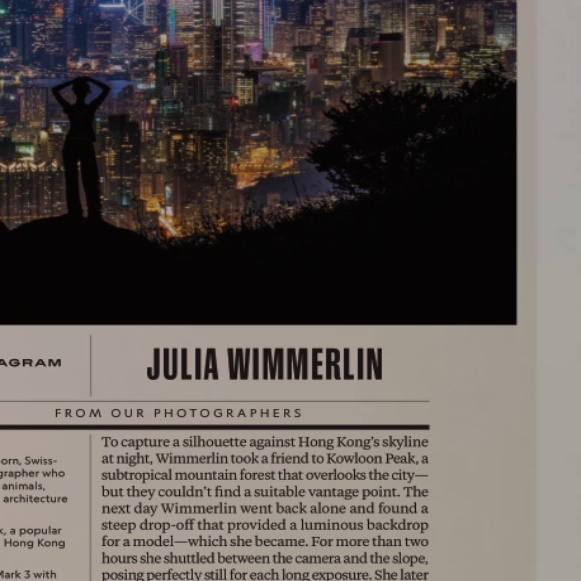 AGRAM
JULIA WIMMERLIN
FROM OUR PHOTOGRAPHERS
orn, Swiss-
grapher who
animals,
architecture
k, a popular
Hong Kong
Mark 3 with
To capture a silhouette against Hong Kong's skyline
at night, Wimmerlin took a friend to Kowloon Peak, a
subtropical mountain forest that overlooks the city—
but they couldn't find a suitable vantage point. The
next day Wimmerlin went back alone and found a
steep drop-off that provided a luminous backdrop
for a model—which she became. For more than two
hours she shuttled between the camera and the slope,
posing perfectly still for each long exposure. She later